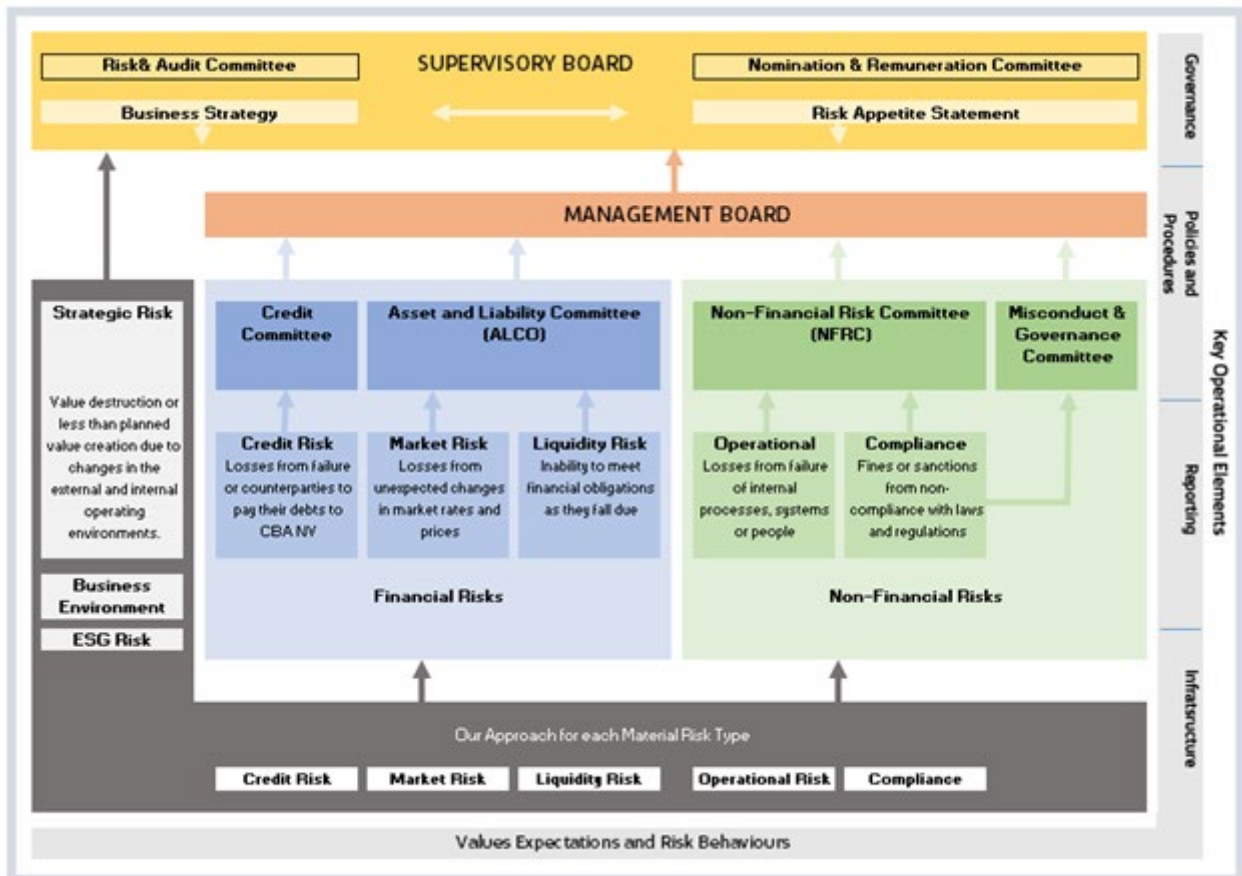 Risk& Audit Committee
SUPERVISORY BOARD
Nomination & Remuneration Committee
Business Strategy
Risk Appetite Statement
MANAGEMENT BOARD
Strategic Risk
Value destruction or
less than planned
value creation due to
changes in the
external and internal
operating
environments.
Business
Environment
ESG Risk
Credit
Committee
Asset and Liability Committee
(ALCO)
Non-Financial Risk Committee
(NFRC)
Misconduct &
Governance
Committee
Credit Risk
Losses from failure
or counterparties to
pay their debts to
CBA NV
Market Risk
Losses from
unexpected changes
in market rates and
prices
Liquidity Risk
Inability to meet
financial obligations
as they fall due
Operational
Losses from failure
of internal
processes, systems
or people
Compliance
Fines or sanctions
from non-
compliance with laws
and regulations
Financial Risks
Non-Financial Risks
Our Approach for each Material Risk Type
Credit Risk
Market Risk
Liquidity Risk
Operational Risk
Compliance
Values Expectations and Risk Behaviours
Governance
Policies and
Procedures
Reporting
Infratsructure
Key Operational Elements